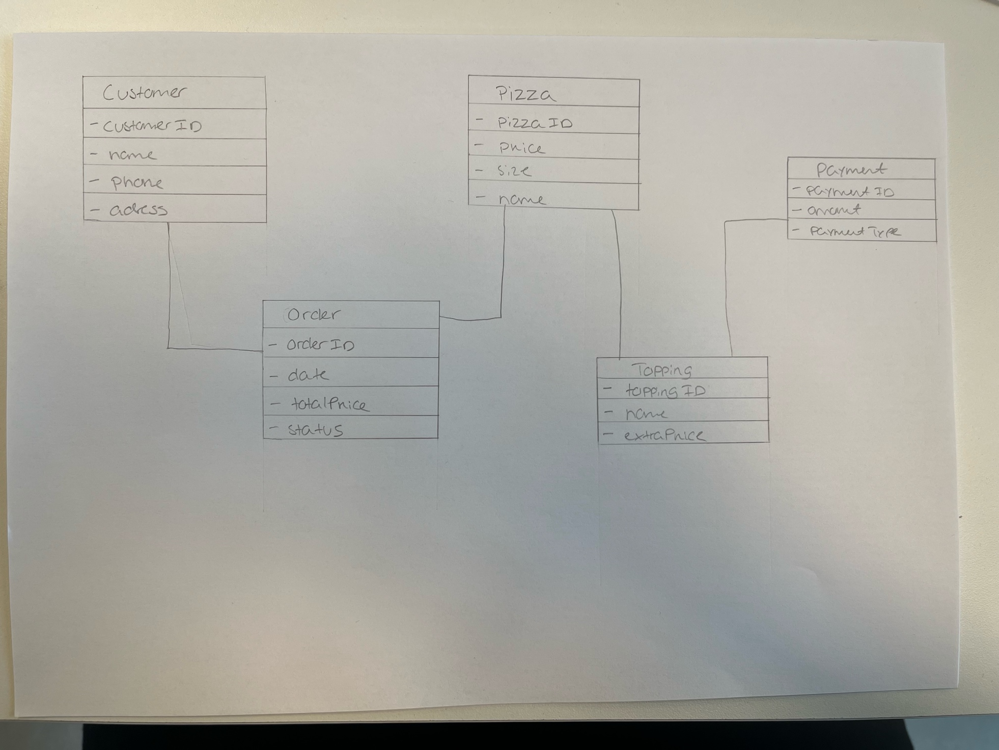 Customer
- customerID
- name
- phone
- adress
Pizza
- pizzaID
- price
- size
- name
Payment
- paymentID
- amount
- paymentType
Order
- orderID
- date
- totalPrice
- status
Topping
- toppingID
- name
- extraPrice